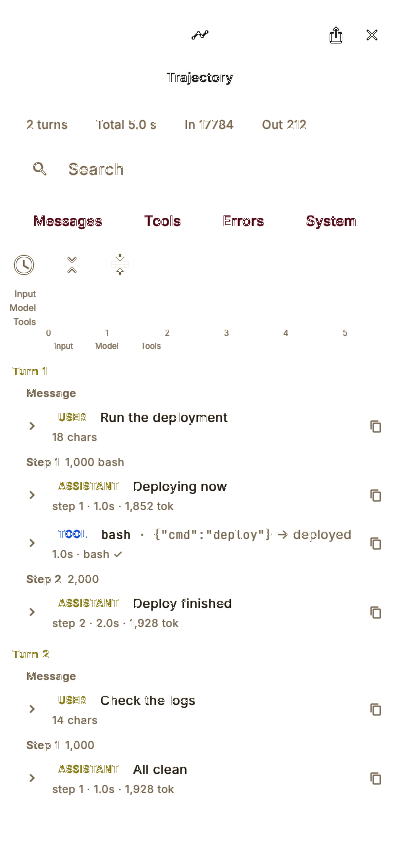 Trajectory
2 turns Total 5.0 s In 17784 Out 212
Search
Messages Tools Errors System
Input
Model
Tools
0 1 2 3 4 5
Input Model Tools
Turn 1
Message
USER Run the deployment
18 chars
Step 1 1,000 bash
ASSISTANT Deploying now
step 1 · 1.0s · 1,852 tok
TOOL bash · {"cmd":"deploy"} → deployed
1.0s · bash ✓
Step 2 2,000
ASSISTANT Deploy finished
step 2 · 2.0s · 1,928 tok
Turn 2
Message
USER Check the logs
14 chars
Step 1 1,000
ASSISTANT All clean
step 1 · 1.0s · 1,928 tok